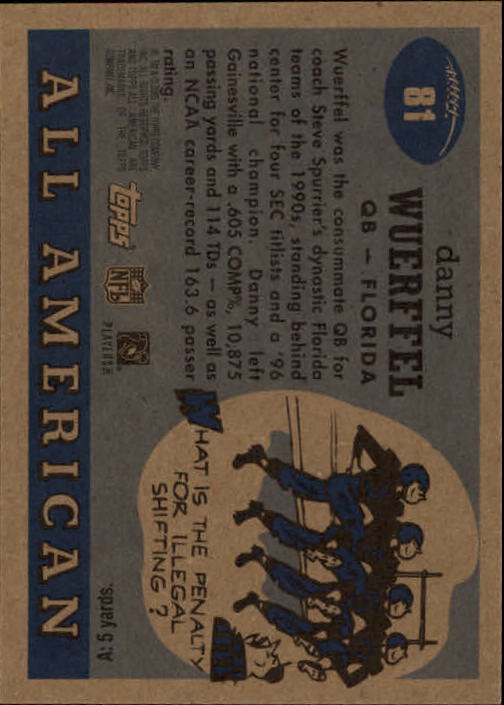 81
danny
WUERFFEL
QB — FLORIDA
Wuerffel was the consummate QB for
coach Steve Spurrier's dynastic Florida
teams of the 1990s, standing behind
center for four SEC titlists and a '96
national champion. Danny left
Gainesville with a .605 COMP%, 10,875
passing yards and 114 TDs — as well as
an NCAA career-record 163.6 passer
rating.
WHAT IS THE PENALTY
FOR ILLEGAL
SHIFTING?
A: 5 yards.
Topps
NFL
PLAYERS
ALL AMERICAN